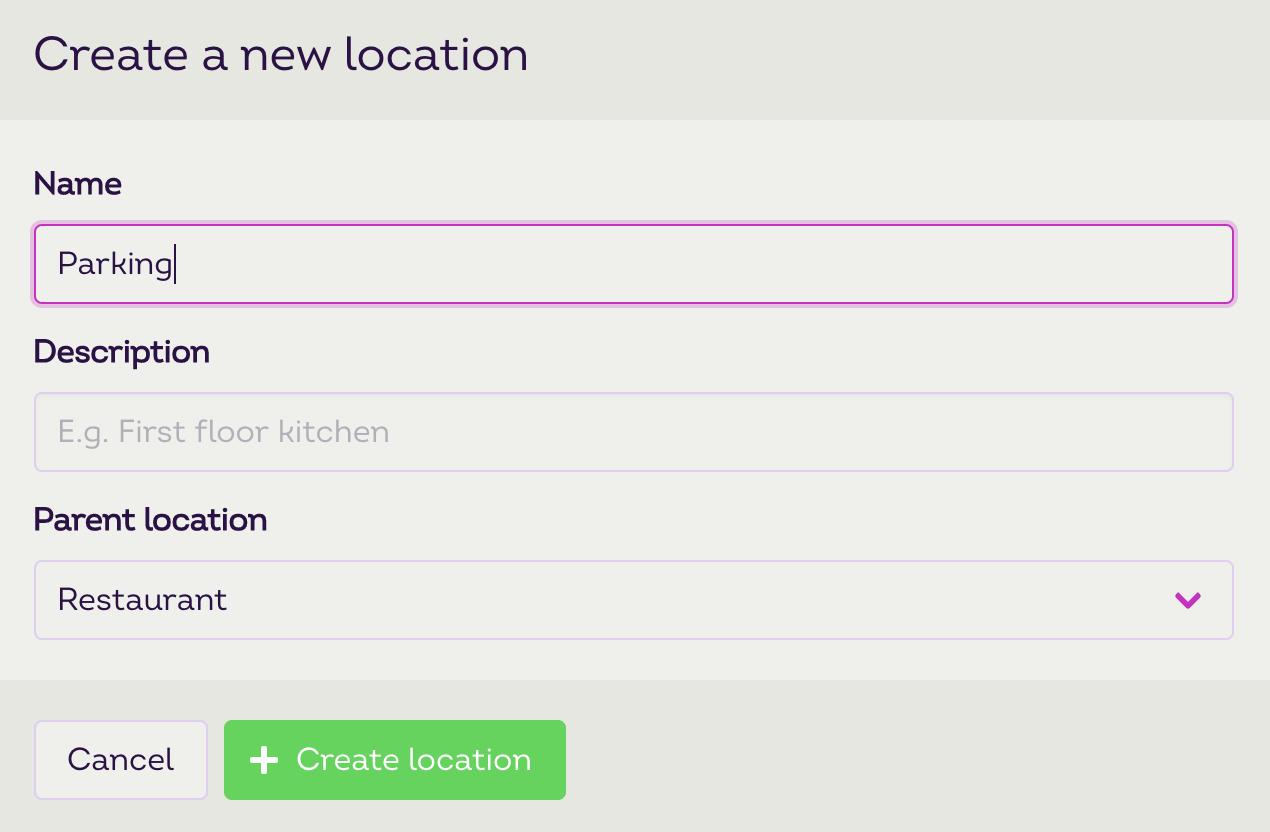 Create a new location
Name
Parking
Description
E.g. First floor kitchen
Parent location
Restaurant
Cancel
Create location